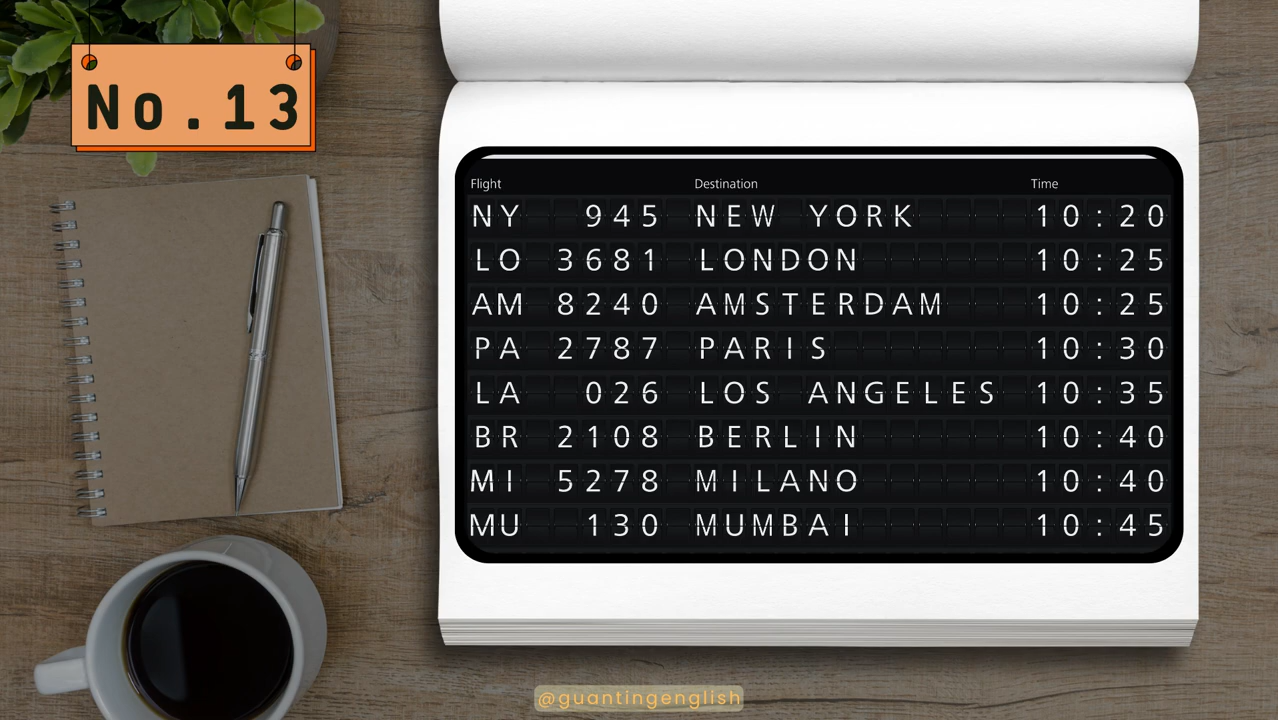 No.13
Flight Destination Time
NY 945 NEW YORK 10:20
LO 3681 LONDON 10:25
AM 8240 AMSTERDAM 10:25
PA 2787 PARIS 10:30
LA 026 LOS ANGELES 10:35
BR 2108 BERLIN 10:40
MI 5278 MILANO 10:40
MU 130 MUMBAI 10:45
@guantingenglish